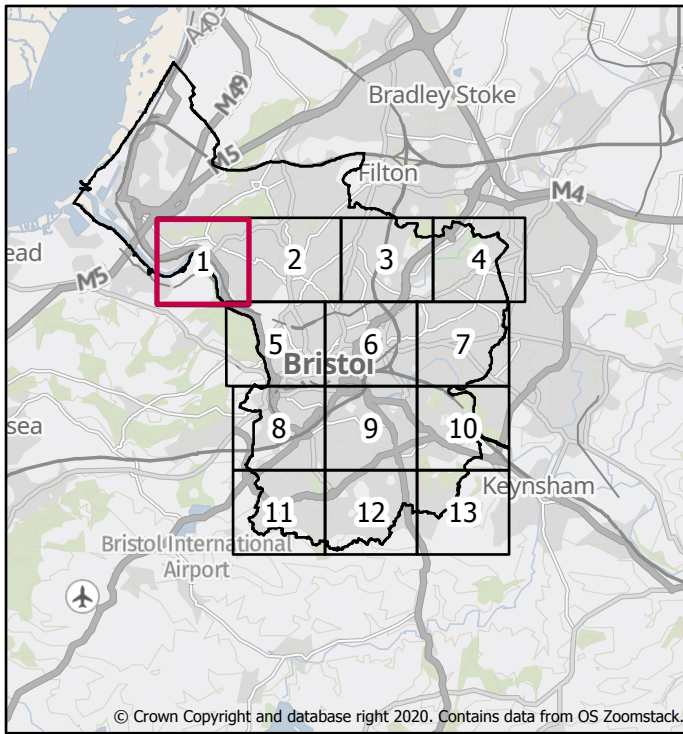 A403
M49
Bradley Stoke
M5
Filton
M4
ead
M5
1
2
3
4
5
6
7
Bristol
sea
8
9
10
Keynsham
11
12
13
Bristol International
Airport
© Crown Copyright and database right 2020. Contains data from OS Zoomstack.